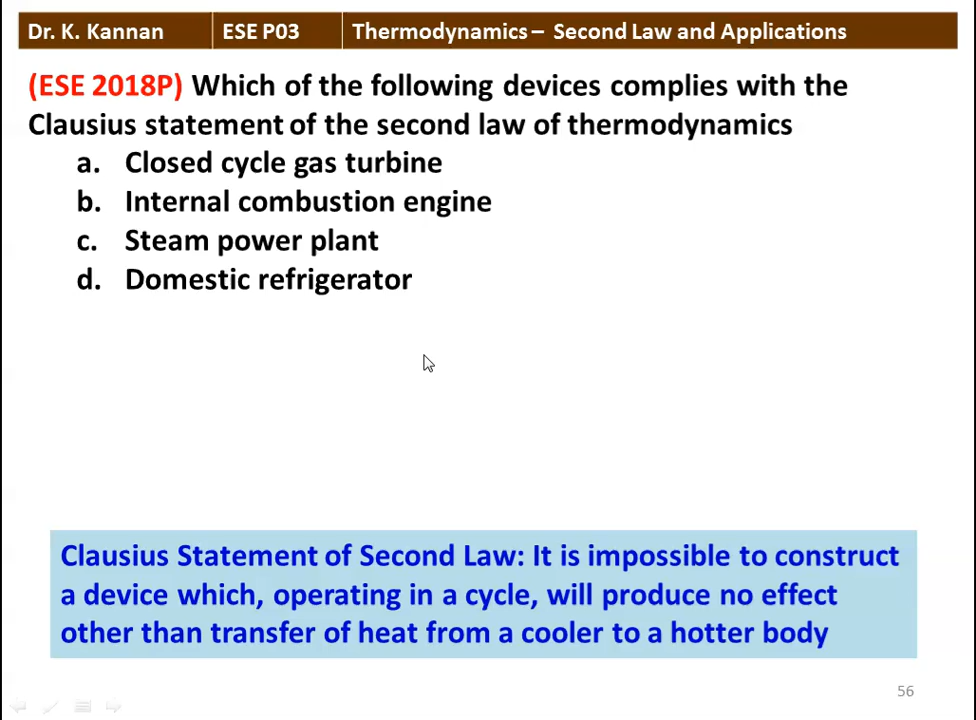 Dr. K. Kannan ESE P03 Thermodynamics – Second Law and Applications
(ESE 2018P) Which of the following devices complies with the
Clausius statement of the second law of thermodynamics
a. Closed cycle gas turbine
b. Internal combustion engine
c. Steam power plant
d. Domestic refrigerator
Clausius Statement of Second Law: It is impossible to construct
a device which, operating in a cycle, will produce no effect
other than transfer of heat from a cooler to a hotter body
56